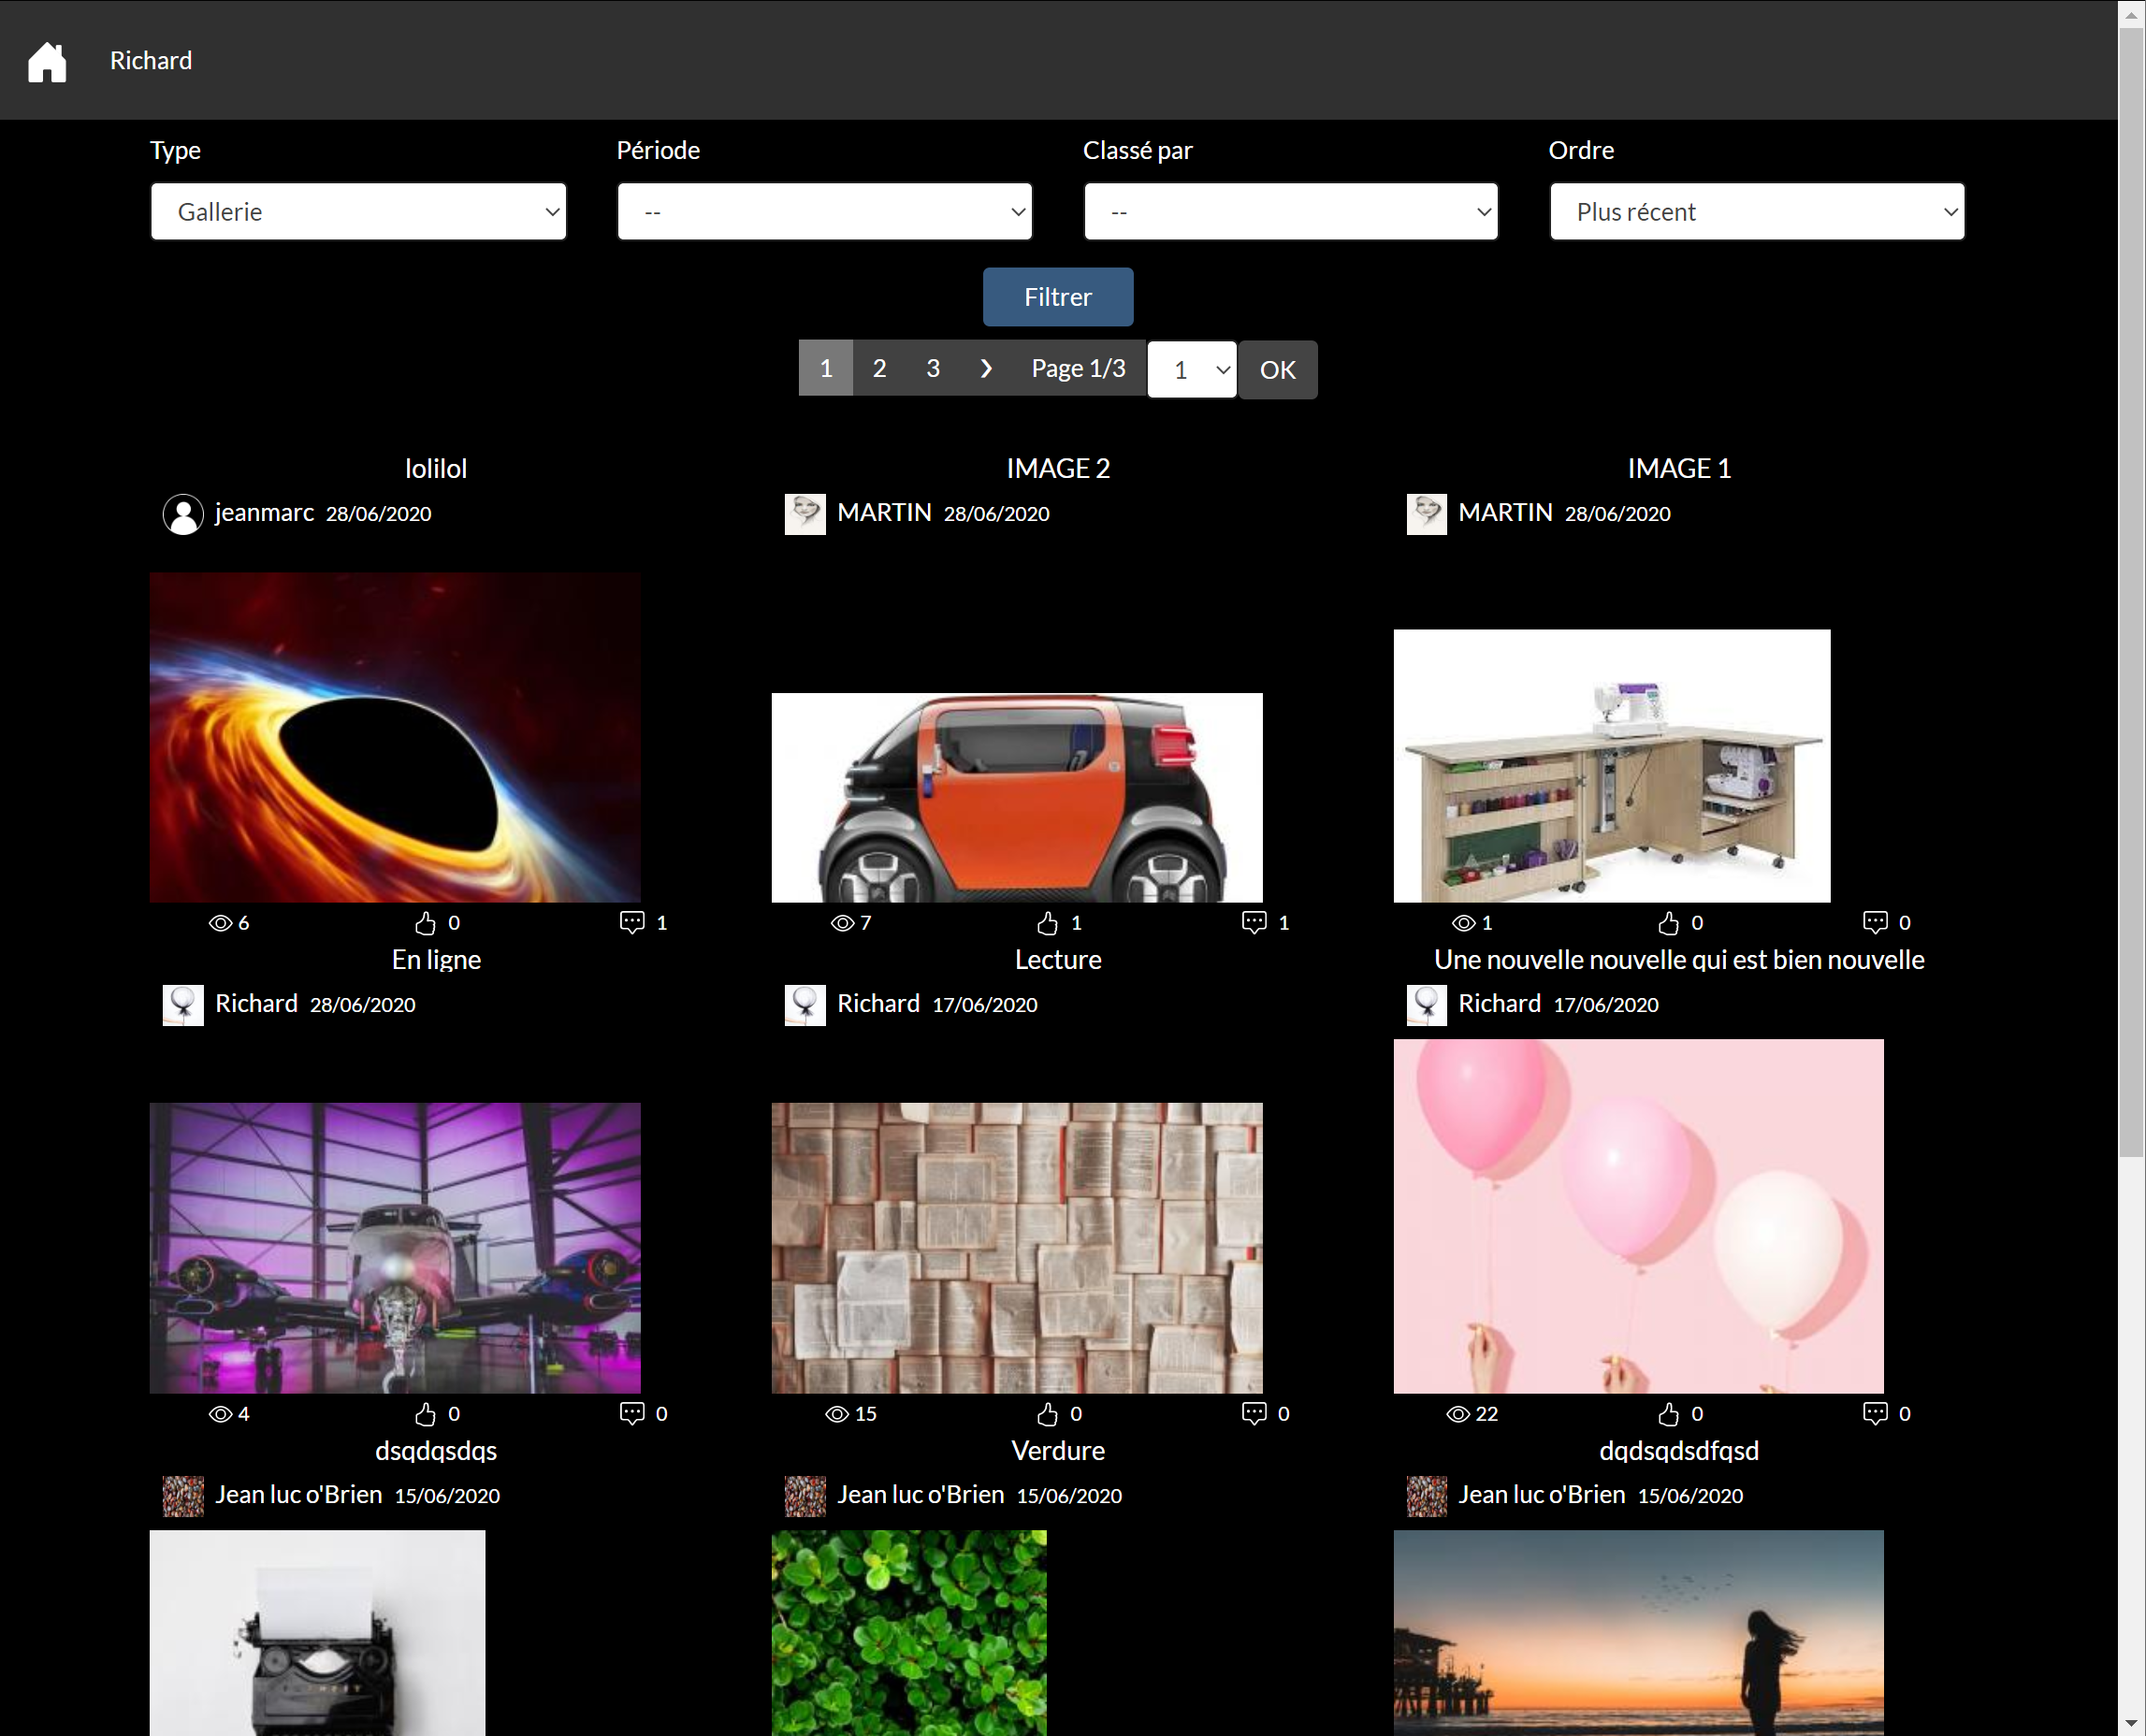 Richard
Type Période Classé par Ordre
Gallerie -- -- Plus récent
Filtrer
1 2 3 › Page 1/3 1 OK
lolilol IMAGE 2 IMAGE 1
jeanmarc 28/06/2020 MARTIN 28/06/2020 MARTIN 28/06/2020
6 0 1 7 1 1 1 0 0
En ligne Lecture Une nouvelle nouvelle qui est bien nouvelle
Richard 28/06/2020 Richard 17/06/2020 Richard 17/06/2020
4 0 0 15 0 0 22 0 0
dsqdqsdqs Verdure dqdsqdsdfqsd
Jean luc o'Brien 15/06/2020 Jean luc o'Brien 15/06/2020 Jean luc o'Brien 15/06/2020